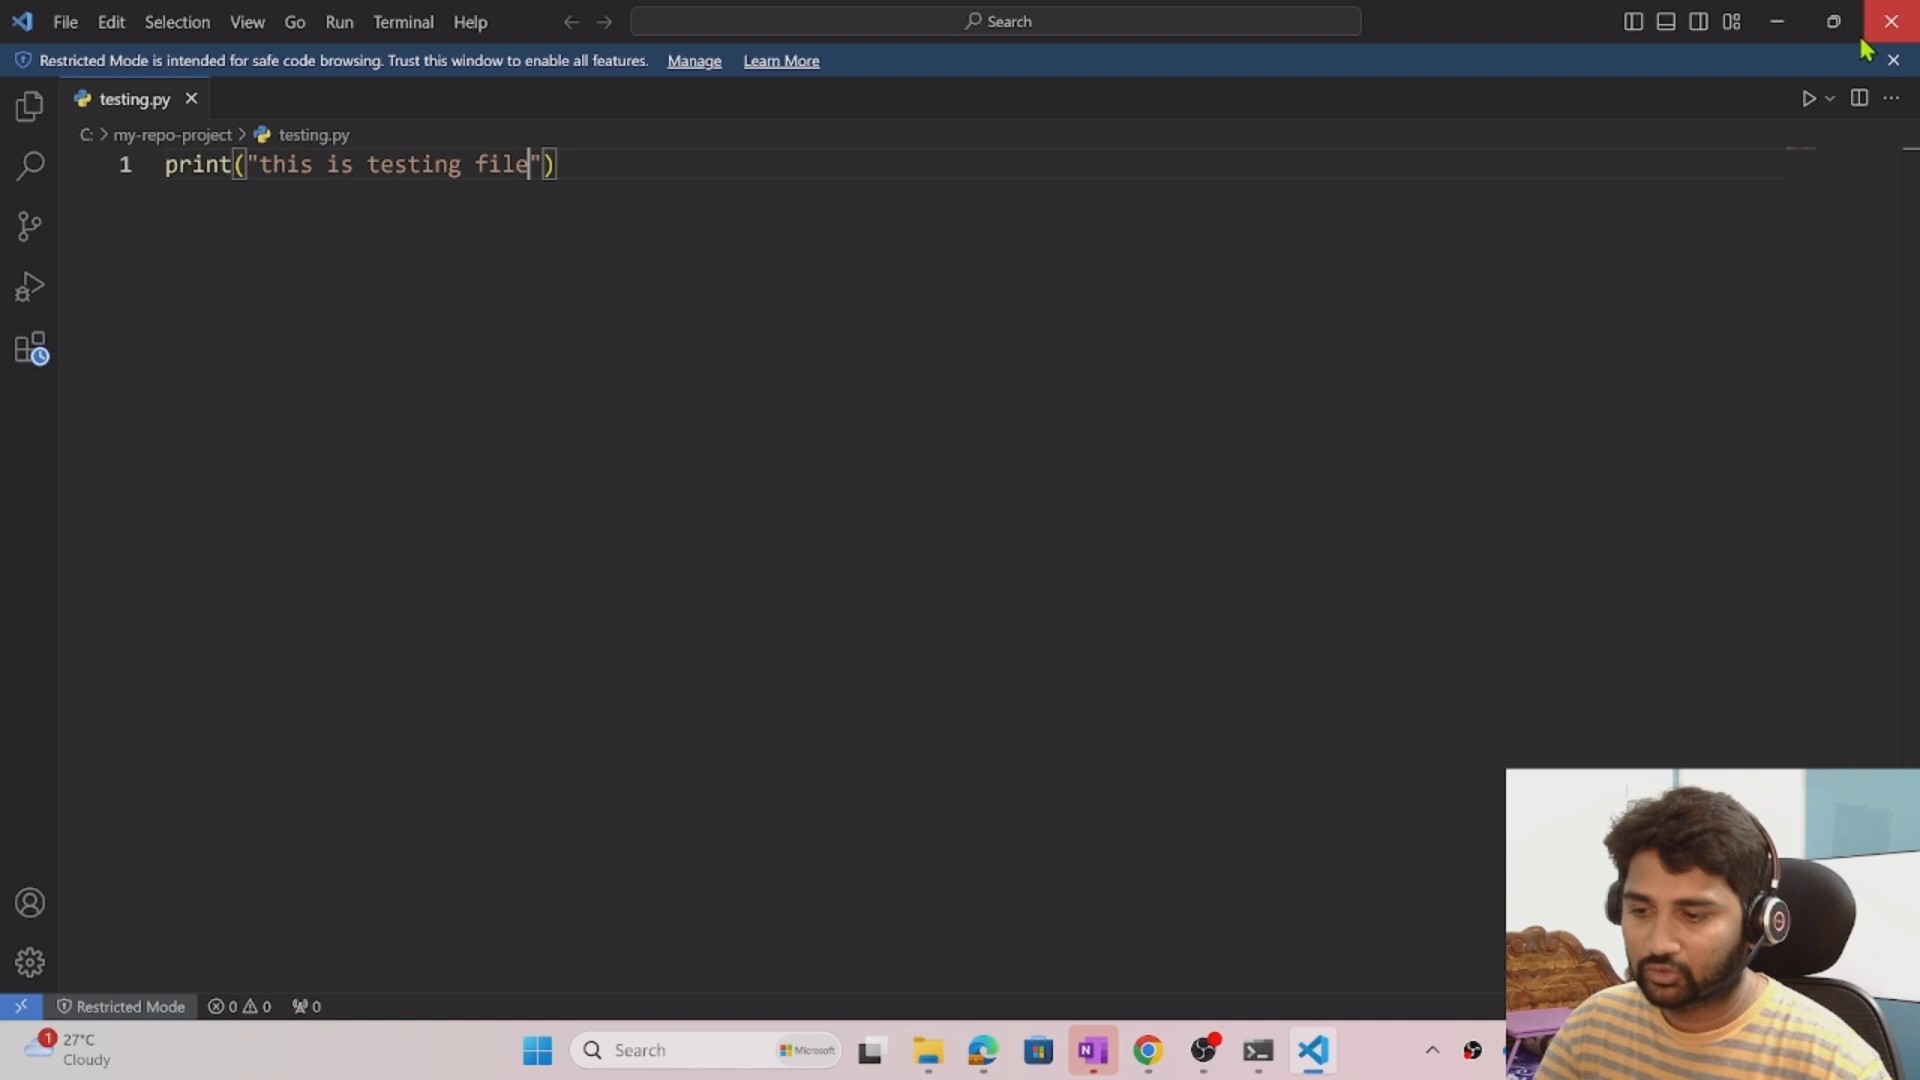 File Edit Selection View Go Run Terminal Help Search
Restricted Mode is intended for safe code browsing. Trust this window to enable all features. Manage Learn More
testing.py
C: > my-repo-project > testing.py
1 print("this is testing file")
Restricted Mode 0 0 0
1 27°C
Cloudy
Search Microsoft